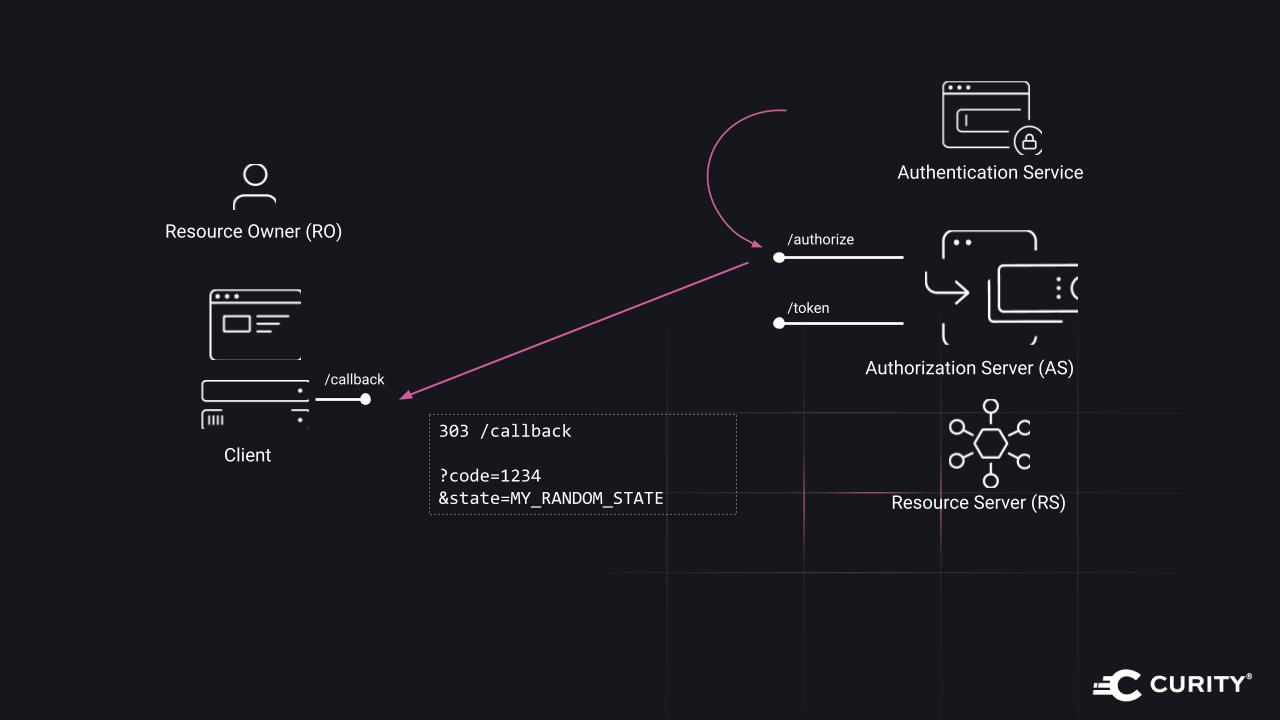 Authentication Service
Resource Owner (RO)
/authorize
/token
Authorization Server (AS)
/callback
Client
303 /callback
?code=1234
&state=MY_RANDOM_STATE
Resource Server (RS)
CURITY®